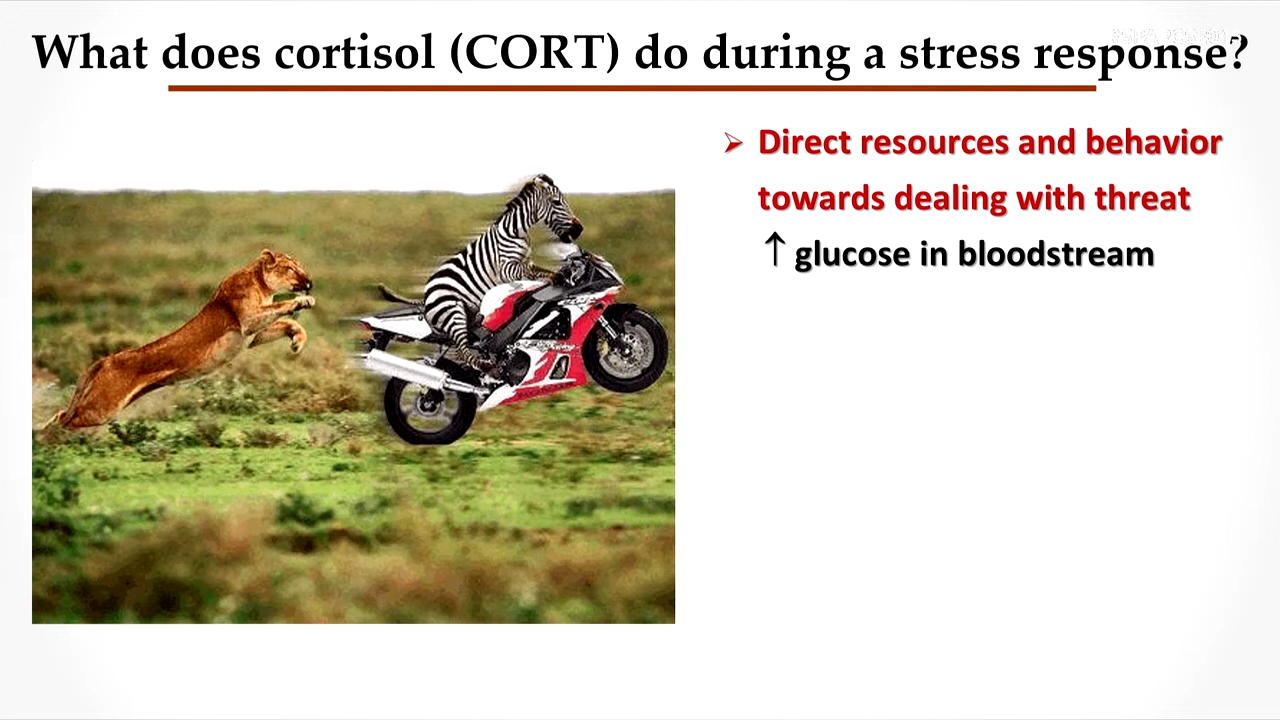 What does cortisol (CORT) do during a stress response?
➢ Direct resources and behavior
towards dealing with threat
↑ glucose in bloodstream